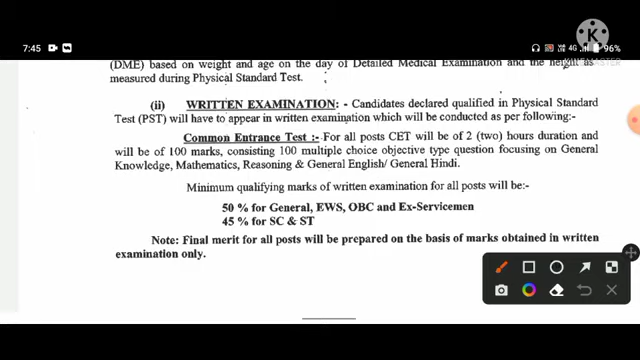 7:45
4G
96%
K
KINEMASTER
(DME) based on weight and age on the day of Detailed Medical Examination and the height as
measured during Physical Standard Test.
(ii) WRITTEN EXAMINATION: - Candidates declared qualified in Physical Standard
Test (PST) will have to appear in written examination which will be conducted as per following:-
Common Entrance Test :- For all posts CET will be of 2 (two) hours duration and
will be of 100 marks, consisting 100 multiple choice objective type question focusing on General
Knowledge, Mathematics, Reasoning & General English/ General Hindi.
Minimum qualifying marks of written examination for all posts will be:-
50 % for General, EWS, OBC and Ex-Servicemen
45 % for SC & ST
Note: Final merit for all posts will be prepared on the basis of marks obtained in written
examination only.